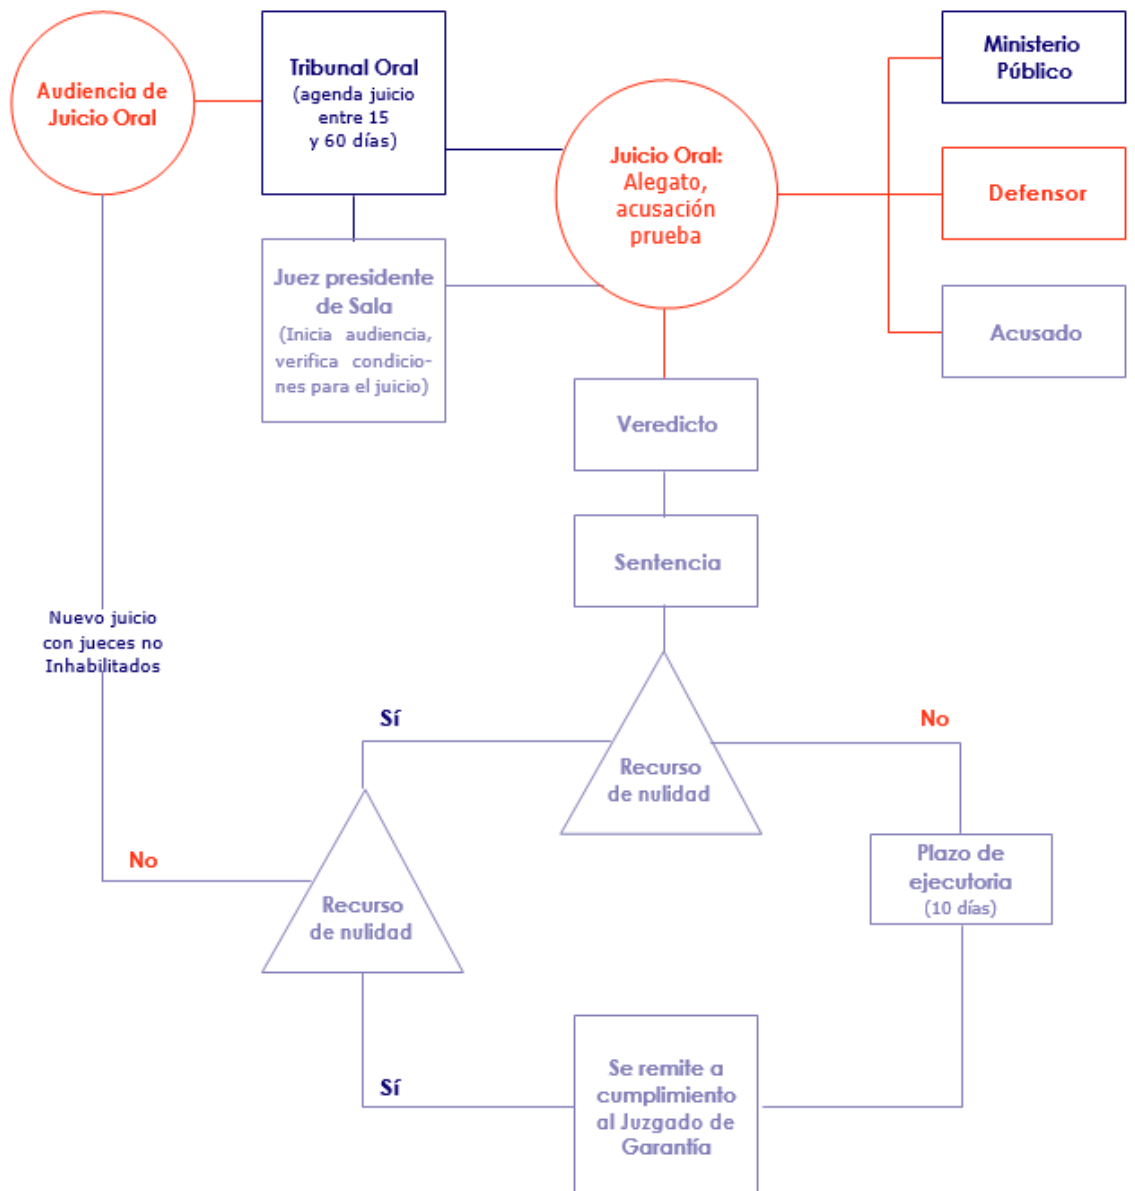 Audiencia de
Juicio Oral
Tribunal Oral
(agenda juicio
entre 15
y 60 días)
Juicio Oral:
Alegato,
acusación
prueba
Ministerio
Público
Defensor
Acusado
Juez presidente
de Sala
(Inicia audiencia,
verifica condicio-
nes para el juicio)
Veredicto
Sentencia
Nuevo juicio
con jueces no
Inhabilitados
Sí
No
Recurso
de nulidad
No
Recurso
de nulidad
Plazo de
ejecutoria
(10 días)
Sí
Se remite a
cumplimiento
al Juzgado de
Garantía